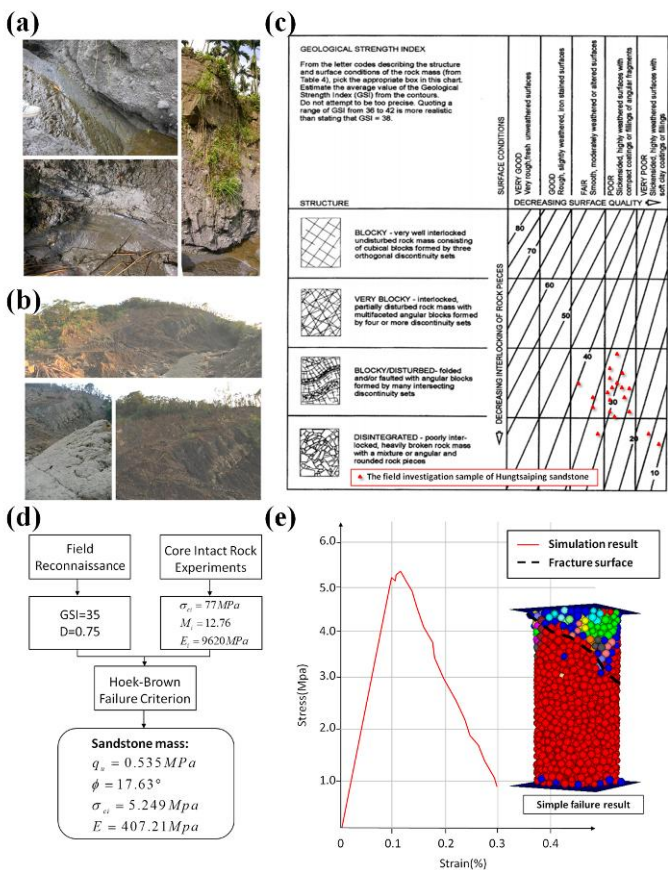 (a)
(b)
(c)
GEOLOGICAL STRENGTH INDEX
From the letter codes describing the structure
and surface conditions of the rock mass (from
Table 4), pick the appropriate box in this chart.
Estimate the average value of the Geological
Strength Index (GSI) from the contours.
Do not attempt to be too precise. Quoting a
range of GSI from 36 to 42 is more realistic
than stating that GSI = 38.
SURFACE CONDITIONS
VERY GOOD
Very rough,fresh unweathered surfaces
GOOD
Rough, slightly weathered, iron stained surfaces
FAIR
Smooth, moderately weathered or altered surfaces
POOR
Slickensided, highly weathered surfaces with
compact coatings or fillings of angular fragments
VERY POOR
Slickensided, highly weathered surfaces with
soft clay coatings or fillings
STRUCTURE
DECREASING SURFACE QUALITY
DECREASING INTERLOCKING OF ROCK PIECES
BLOCKY - very well interlocked
undisturbed rock mass consisting
of cubical blocks formed by three
orthogonal discontinuity sets
VERY BLOCKY - interlocked,
partially disturbed rock mass with
multifaceted angular blocks formed
by four or more discontinuity sets
BLOCKY/DISTURBED- folded
and/or faulted with angular blocks
formed by many intersecting
discontinuity sets
DISINTEGRATED - poorly inter-
locked, heavily broken rock mass
with a mixture or angular and
rounded rock pieces
80
70
60
50
40
30
20
10
The field investigation sample of Hungtsaiping sandstone
(d)
Field
Reconnaissance
Core Intact Rock
Experiments
GSI=35
D=0.75
σci = 77MPa
Mi = 12.76
Ei = 9620MPa
Hoek-Brown
Failure Criterion
Sandstone mass:
qu = 0.535MPa
ϕ = 17.63°
σci = 5.249Mpa
E = 407.21Mpa
(e)
Stress(Mpa)
6.0
5.0
4.0
3.0
2.0
1.0
0
0.1
0.2
0.3
0.4
Strain(%)
Simulation result
Fracture surface
Simple failure result